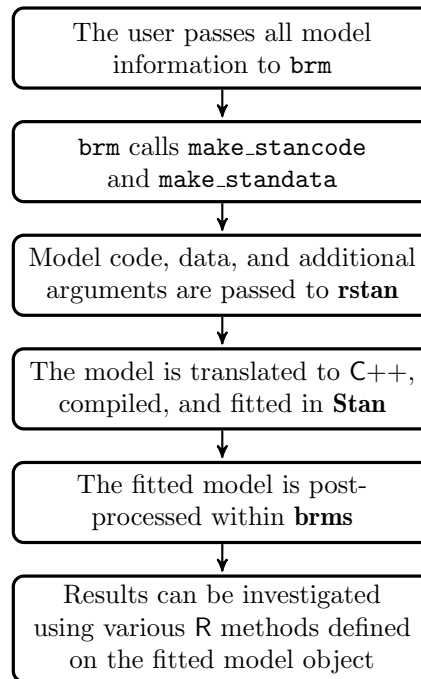 The user passes all model
information to brm
brm calls make_stancode
and make_standata
Model code, data, and additional
arguments are passed to rstan
The model is translated to C++,
compiled, and fitted in Stan
The fitted model is post-
processed within brms
Results can be investigated
using various R methods defined
on the fitted model object